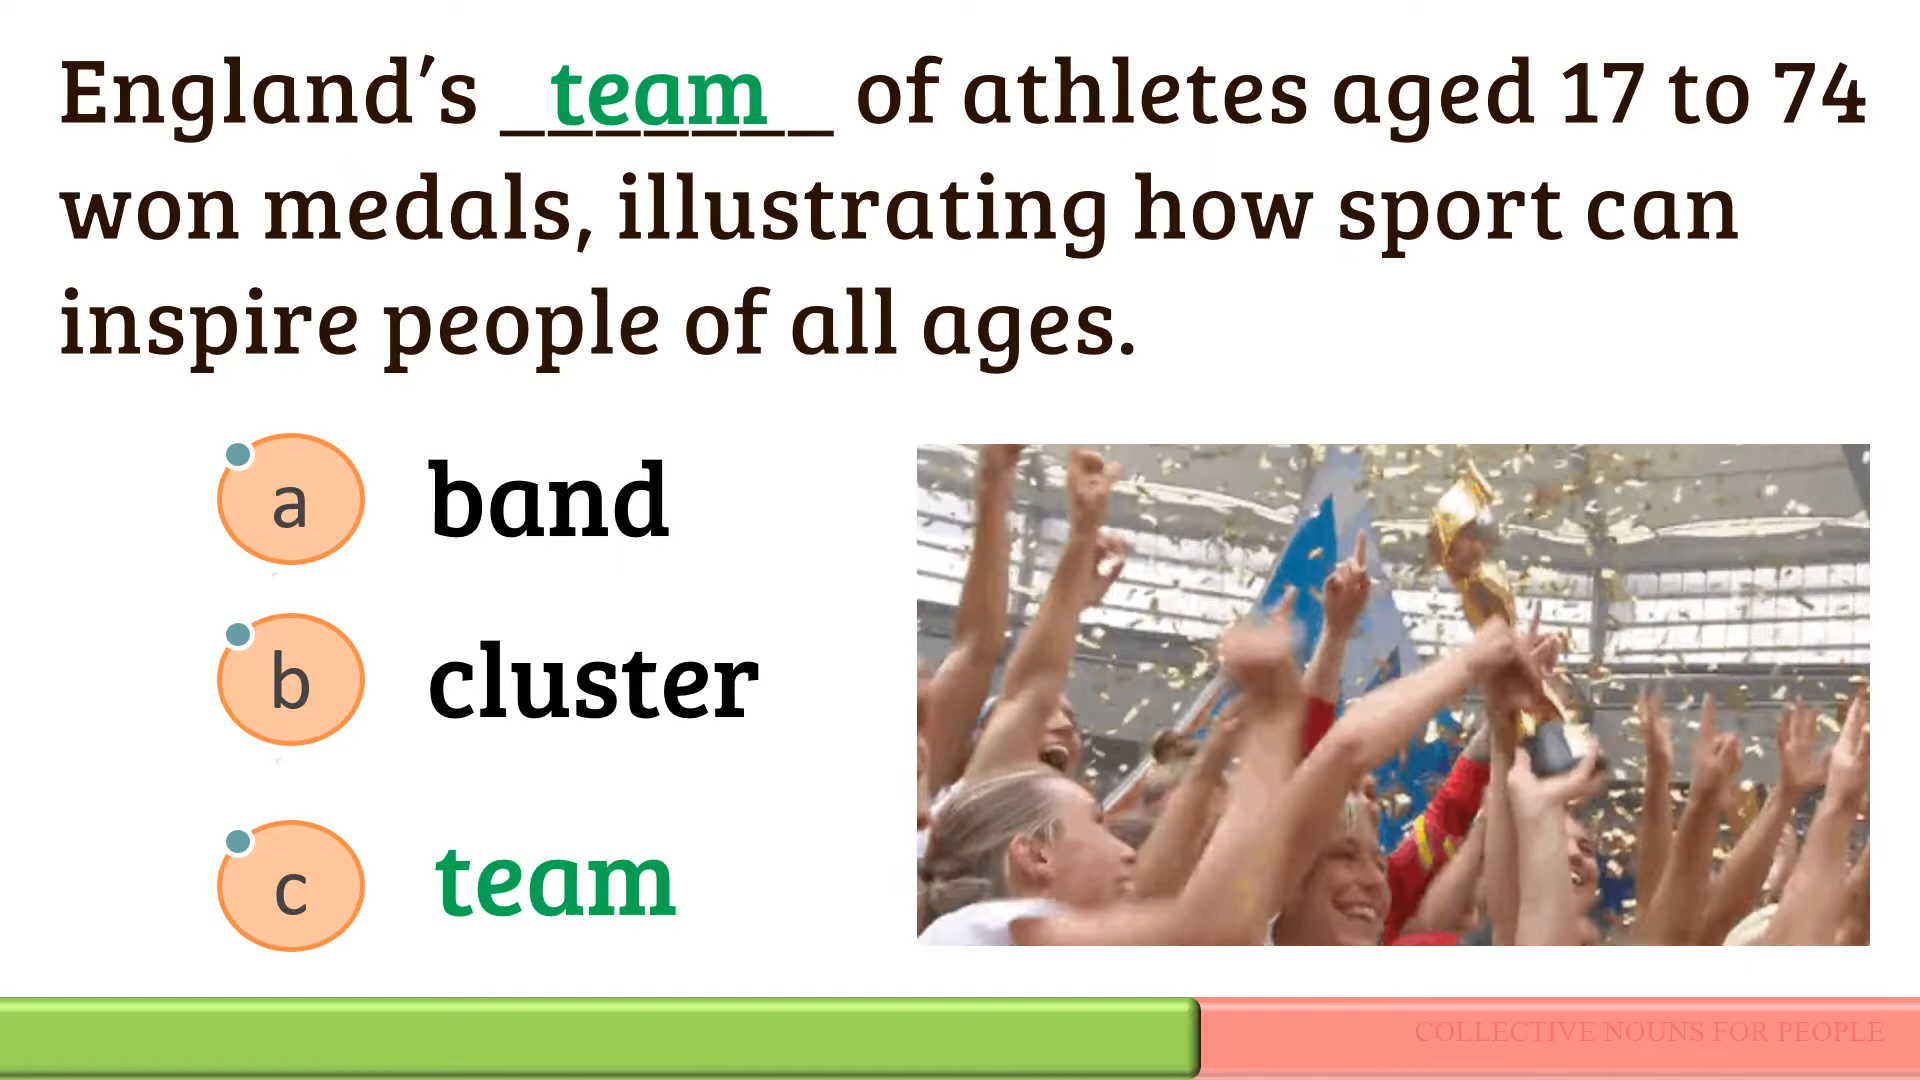 England's team of athletes aged 17 to 74
won medals, illustrating how sport can
inspire people of all ages.
a band
b cluster
c team
COLLECTIVE NOUNS FOR PEOPLE